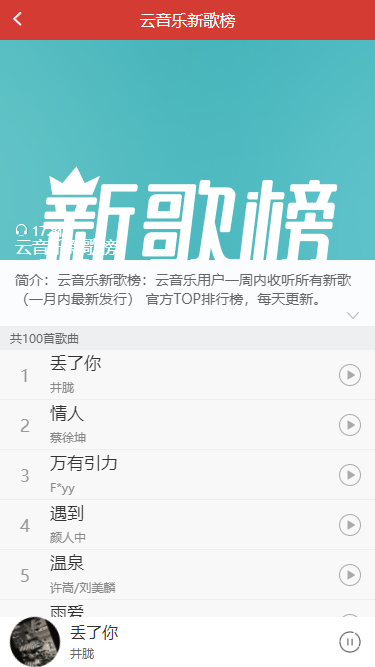 云音乐新歌榜
新歌榜
云音乐新歌榜
简介：云音乐新歌榜：云音乐用户一周内收听所有新歌
（一月内最新发行） 官方TOP排行榜，每天更新。
共100首歌曲
1
丢了你
井胧
2
情人
蔡徐坤
3
万有引力
F*yy
4
遇到
颜人中
5
温泉
许嵩/刘美麟
雨爱
丢了你
井胧